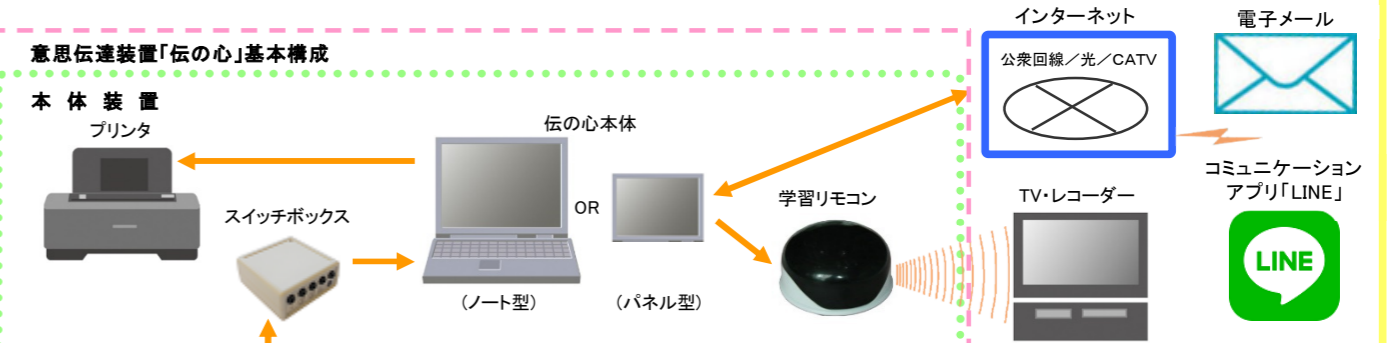 意思伝達装置「伝の心」基本構成
本 体 装 置
プリンタ
スイッチボックス
伝の心本体
OR
(ノート型)
(パネル型)
学習リモコン
インターネット
公衆回線/光/CATV
電子メール
TV・レコーダー
コミュニケーション
アプリ「LINE」
LINE